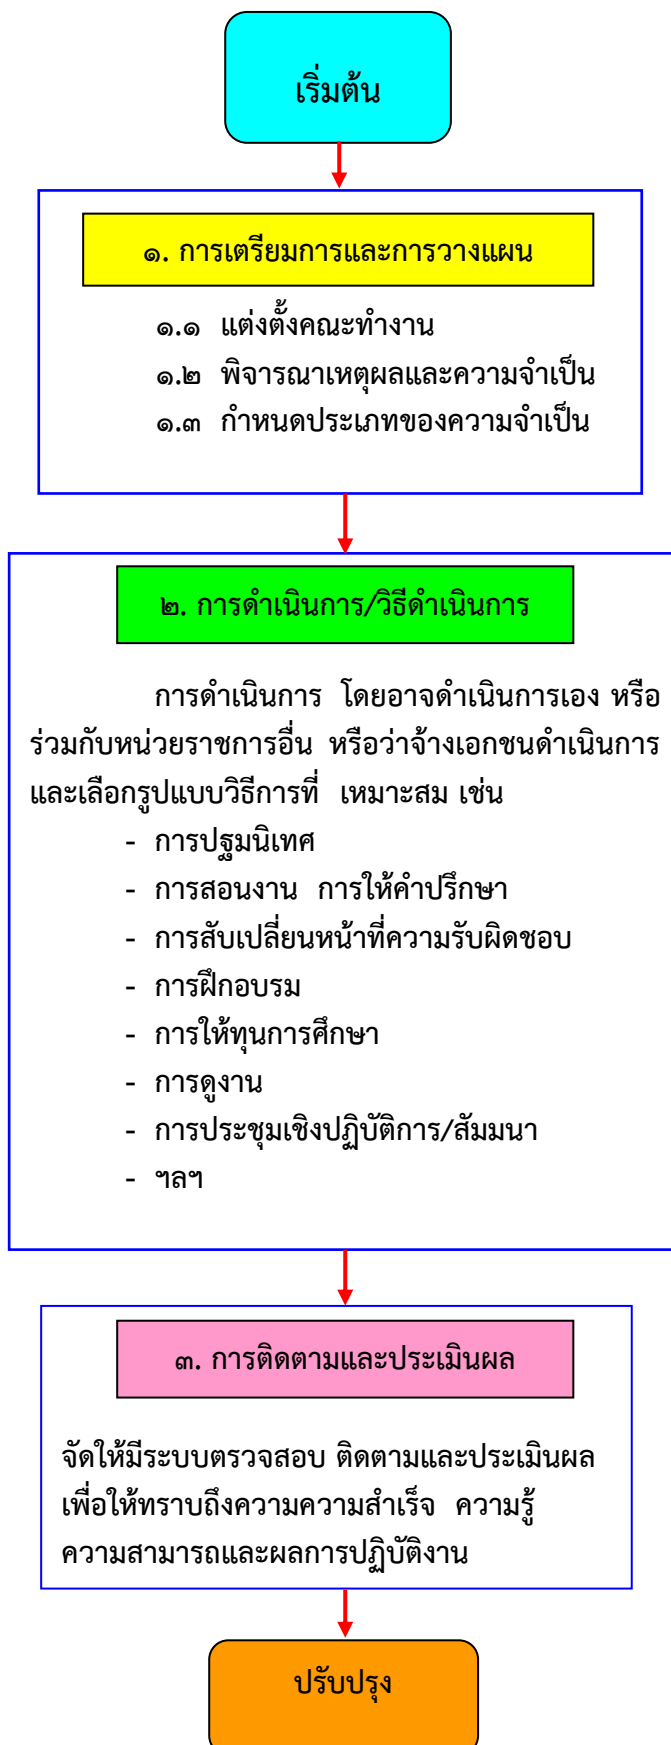 เริ่มต้น
๑. การเตรียมการและการวางแผน
๑.๑ แต่งตั้งคณะทำงาน
๑.๒ พิจารณาเหตุผลและความจำเป็น
๑.๓ กำหนดประเภทของความจำเป็น
๒. การดำเนินการ/วิธีดำเนินการ
การดำเนินการ โดยอาจดำเนินการเอง หรือ
ร่วมกับหน่วยราชการอื่น หรือว่าจ้างเอกชนดำเนินการ
และเลือกรูปแบบวิธีการที่ เหมาะสม เช่น
- การปฐมนิเทศ
- การสอนงาน การให้คำปรึกษา
- การสับเปลี่ยนหน้าที่ความรับผิดชอบ
- การฝึกอบรม
- การให้ทุนการศึกษา
- การดูงาน
- การประชุมเชิงปฏิบัติการ/สัมมนา
- ฯลฯ
๓. การติดตามและประเมินผล
จัดให้มีระบบตรวจสอบ ติดตามและประเมินผล
เพื่อให้ทราบถึงความความสำเร็จ ความรู้
ความสามารถและผลการปฏิบัติงาน
ปรับปรุง